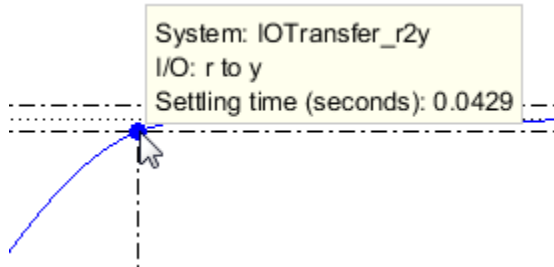 System: IOTransfer_r2y
I/O: r to y
Settling time (seconds): 0.0429